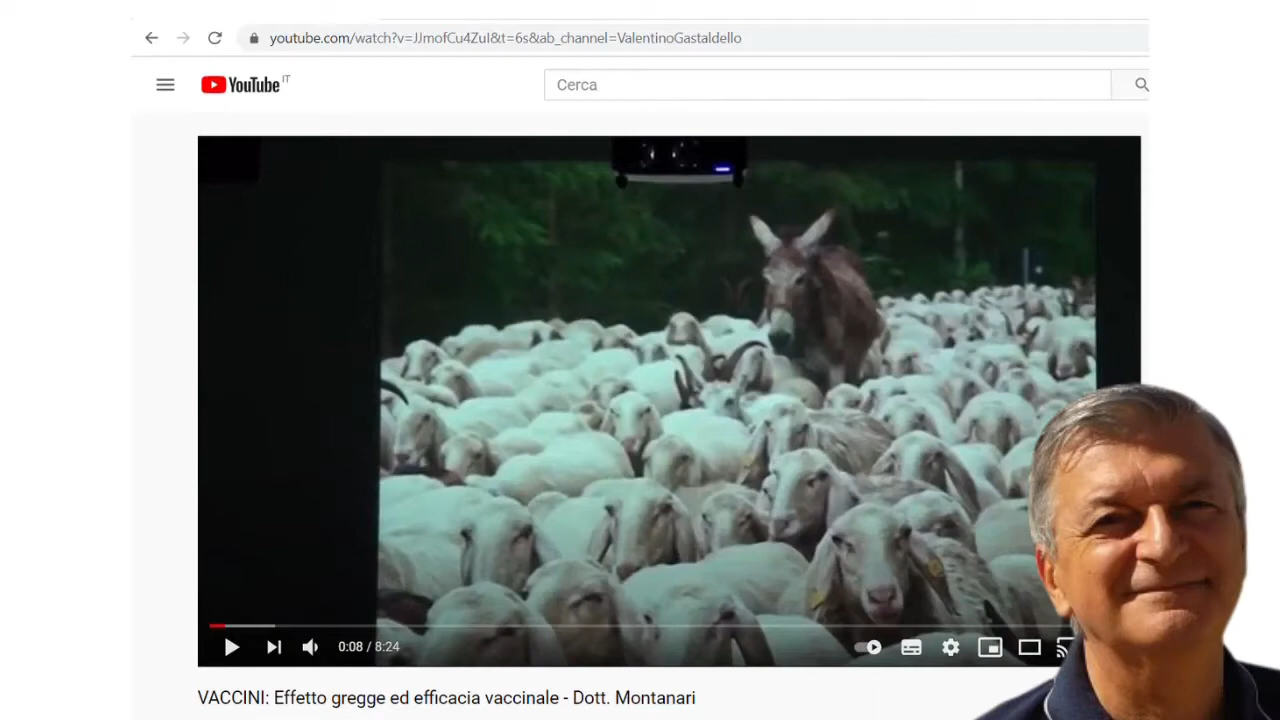 youtube.com/watch?v=JJmofCu4ZuI&t=6s&ab_channel=ValentinoGastaldello
YouTube IT
Cerca
0:08 / 8:24
VACCINI: Effetto gregge ed efficacia vaccinale - Dott. Montanari